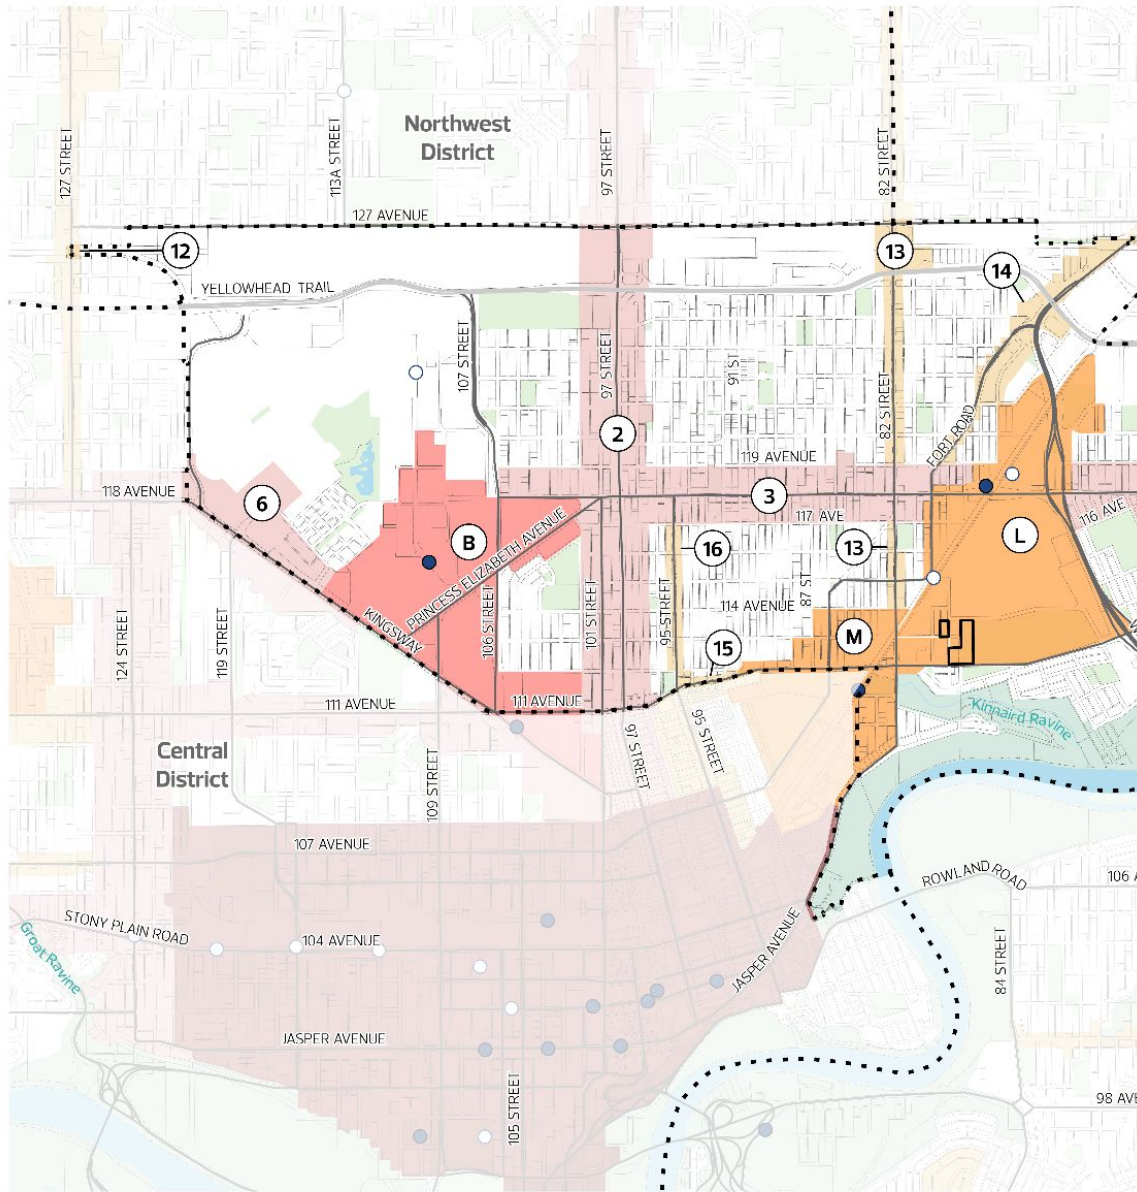 Northwest
District
127 STREET
113A STREET
97 STREET
82 STREET
127 AVENUE
12
13
14
YELLOWHEAD TRAIL
107 STREET
97 STREET
91 ST
82 STREET
FORT ROAD
2
119 AVENUE
118 AVENUE
6
3
117 AVE
116 AVE
B
PRINCESS ELIZABETH AVENUE
16
13
L
KINGSWAY
106 STREET
101 STREET
95 STREET
114 AVENUE
87 ST
M
15
124 STREET
119 STREET
111 AVENUE
111 AVENUE
Kinnaird Ravine
Central
District
109 STREET
97 STREET
95 STREET
107 AVENUE
ROWLAND ROAD
106 A
STONY PLAIN ROAD
104 AVENUE
Groat Ravine
JASPER AVENUE
84 STREET
JASPER AVENUE
105 STREET
98 AVE